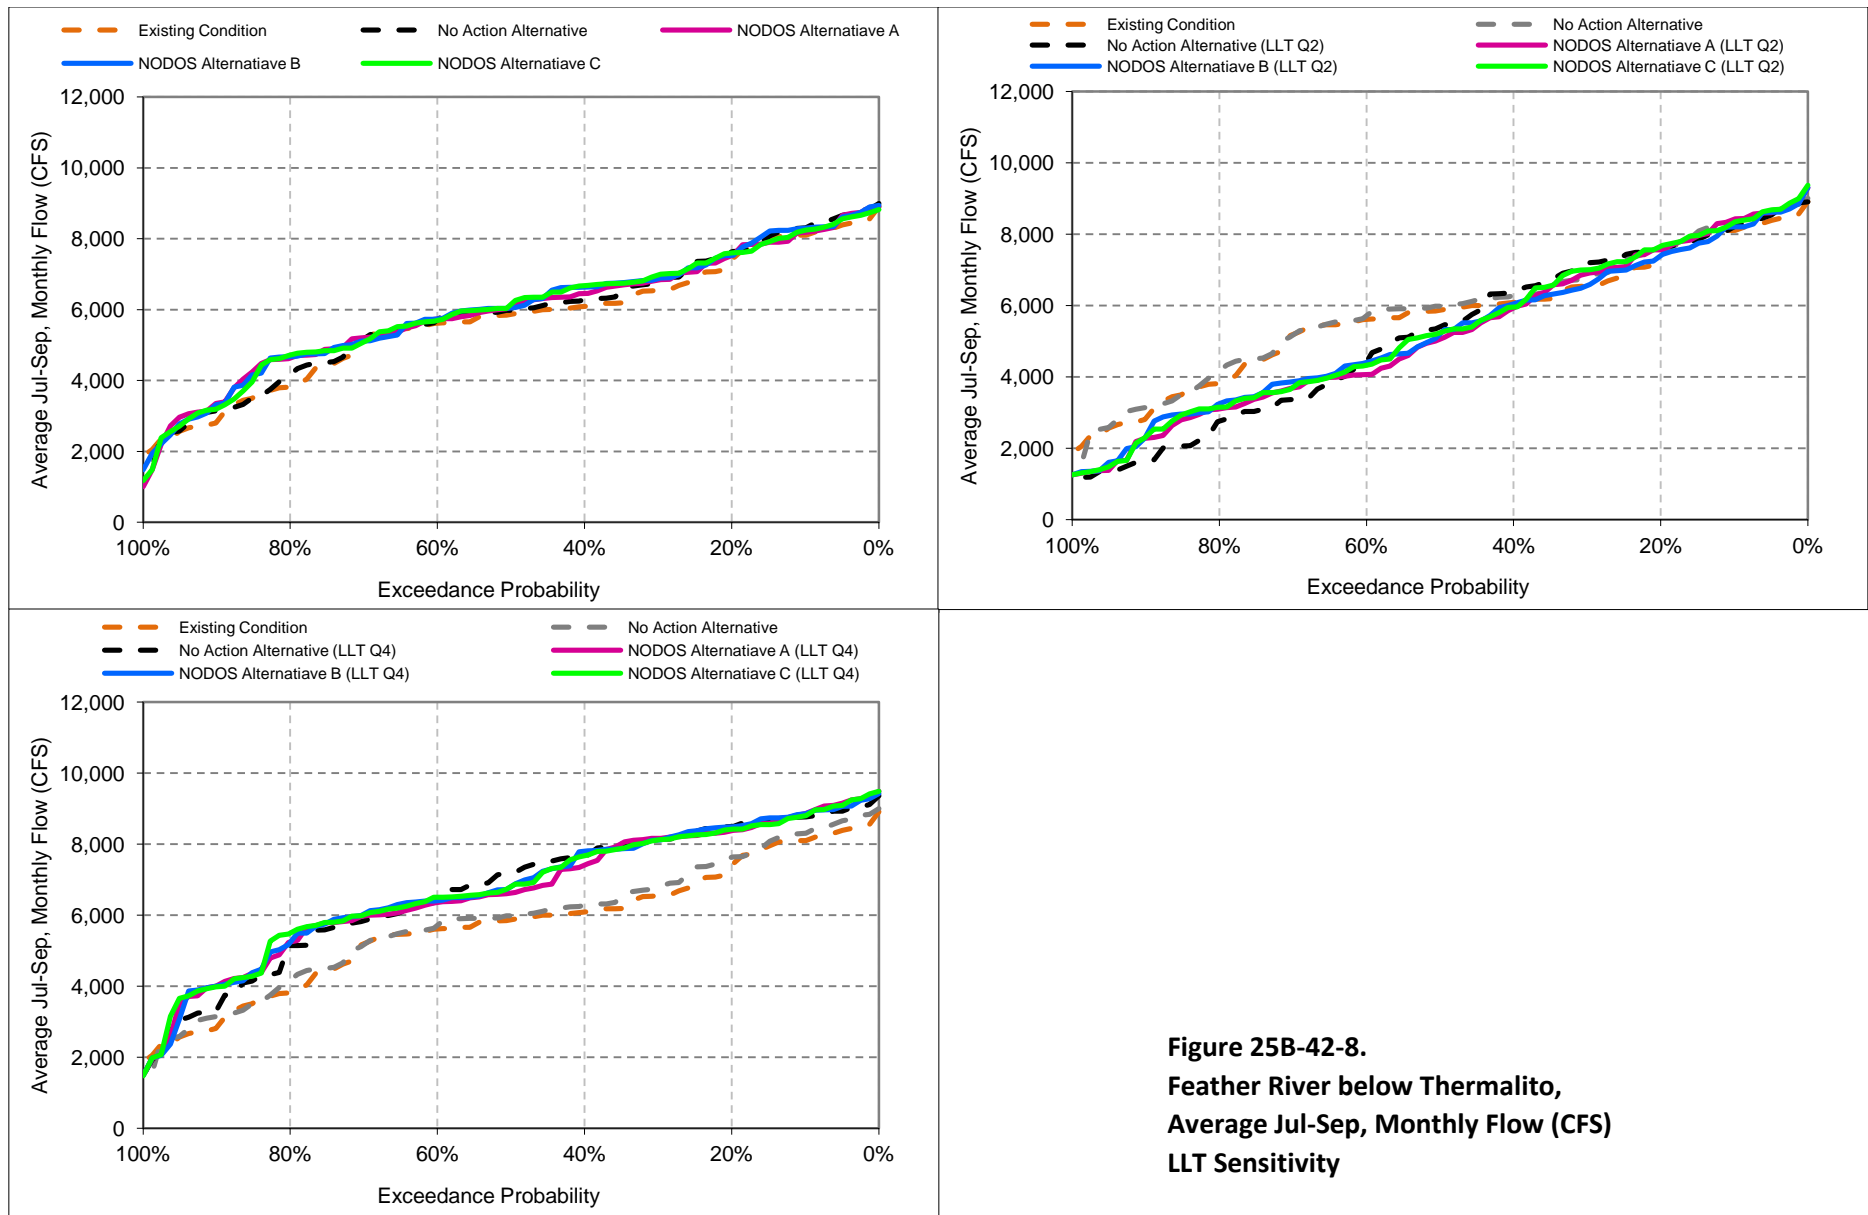 Existing Condition
No Action Alternative
NODOS Alternatiave A
NODOS Alternatiave B
NODOS Alternatiave C
12,000
10,000
8,000
6,000
4,000
2,000
0
Average Jul-Sep, Monthly Flow (CFS)
100% 80% 60% 40% 20% 0%
Exceedance Probability
Existing Condition
No Action Alternative
No Action Alternative (LLT Q2)
NODOS Alternatiave A (LLT Q2)
NODOS Alternatiave B (LLT Q2)
NODOS Alternatiave C (LLT Q2)
12,000
10,000
8,000
6,000
4,000
2,000
0
Average Jul-Sep, Monthly Flow (CFS)
100% 80% 60% 40% 20% 0%
Exceedance Probability
Existing Condition
No Action Alternative
No Action Alternative (LLT Q4)
NODOS Alternatiave A (LLT Q4)
NODOS Alternatiave B (LLT Q4)
NODOS Alternatiave C (LLT Q4)
12,000
10,000
8,000
6,000
4,000
2,000
0
Average Jul-Sep, Monthly Flow (CFS)
100% 80% 60% 40% 20% 0%
Exceedance Probability
Figure 25B-42-8.
Feather River below Thermalito,
Average Jul-Sep, Monthly Flow (CFS)
LLT Sensitivity